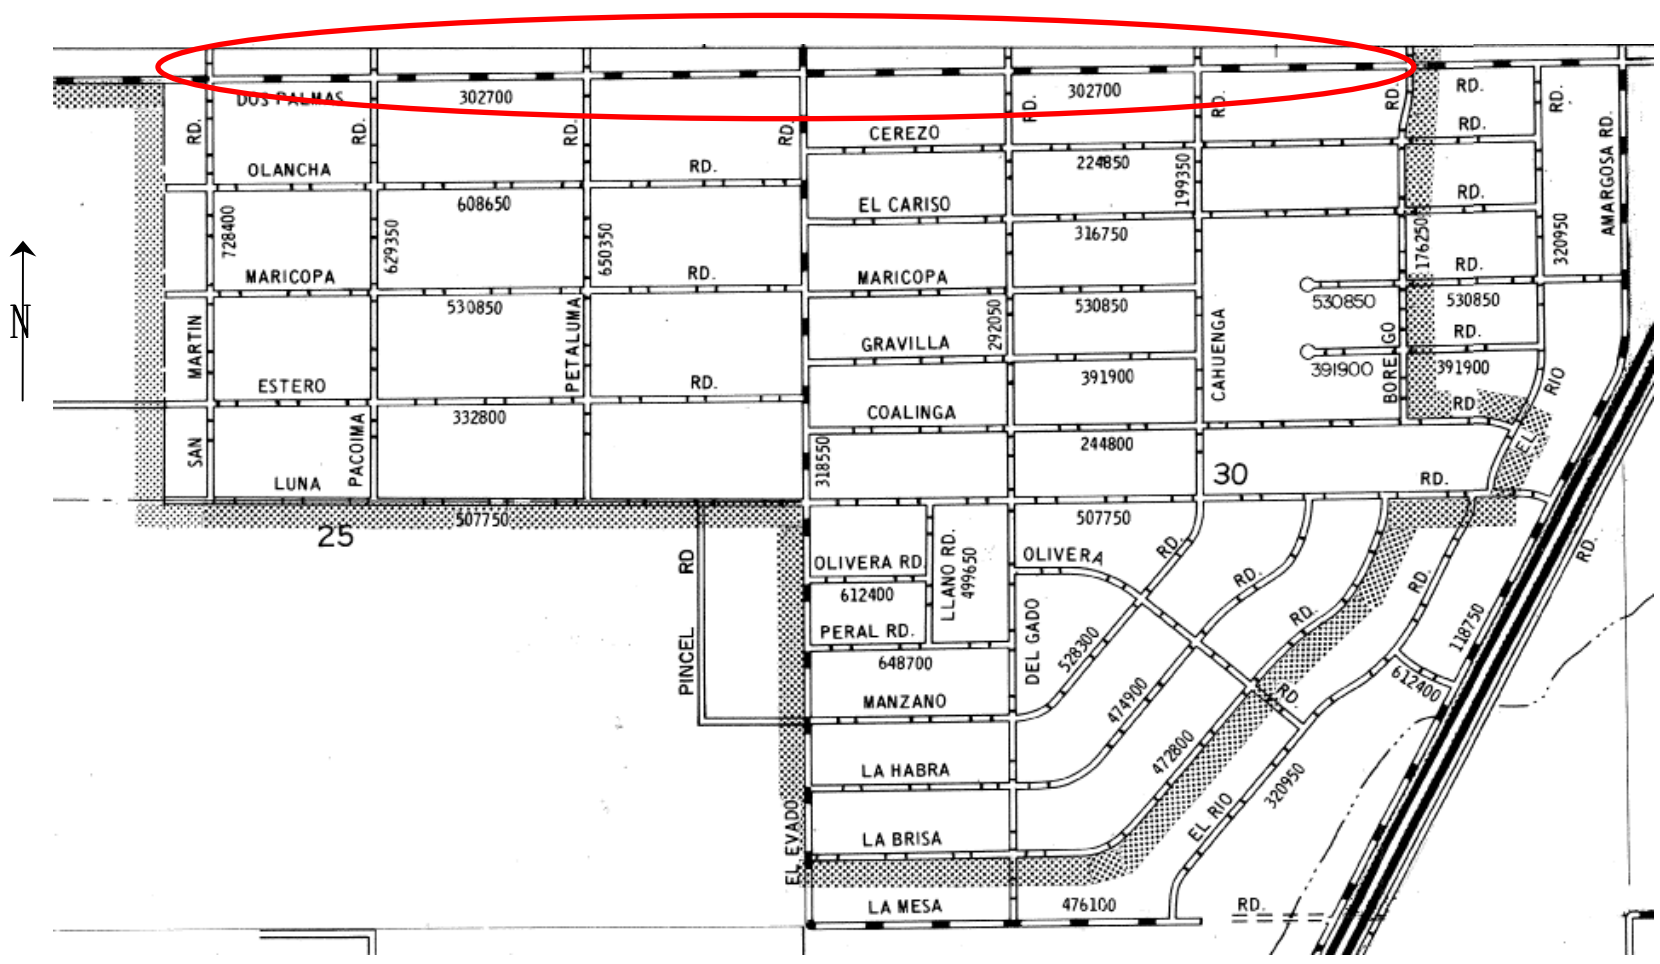 DOS PALMAS
302700
302700
RD.
RD.
RD.
RD.
RD.
RD.
RD.
RD.
RD.
RD.
CEREZO
RD.
AMARGOSA RD.
OLANCHA
RD.
224850
199350
608650
EL CARISO
RD.
728400
629350
650350
316750
176250
320950
MARICOPA
RD.
MARICOPA
RD.
530850
530850
530850
530850
292050
SAN MARTIN
PETALUMA
GRAVILLA
CAHUENGA
BORE GO
RD.
ESTERO
RD.
391900
391900
391900
332800
COALINGA
RD
EL RIO
PACOIMA
318550
244800
LUNA
30
RD.
507750
507750
25
PINCEL RD
OLIVERA RD.
LLANO RD.
499650
OLIVERA
RD.
RD.
RD.
RD.
RD.
612400
PERAL RD.
DEL GADO
528300
118750
648700
612400
MANZANO
474900
RD.
472800
LA HABRA
320950
EL EVADO
LA BRISA
EL RIO
LA MESA
476100
RD.
N